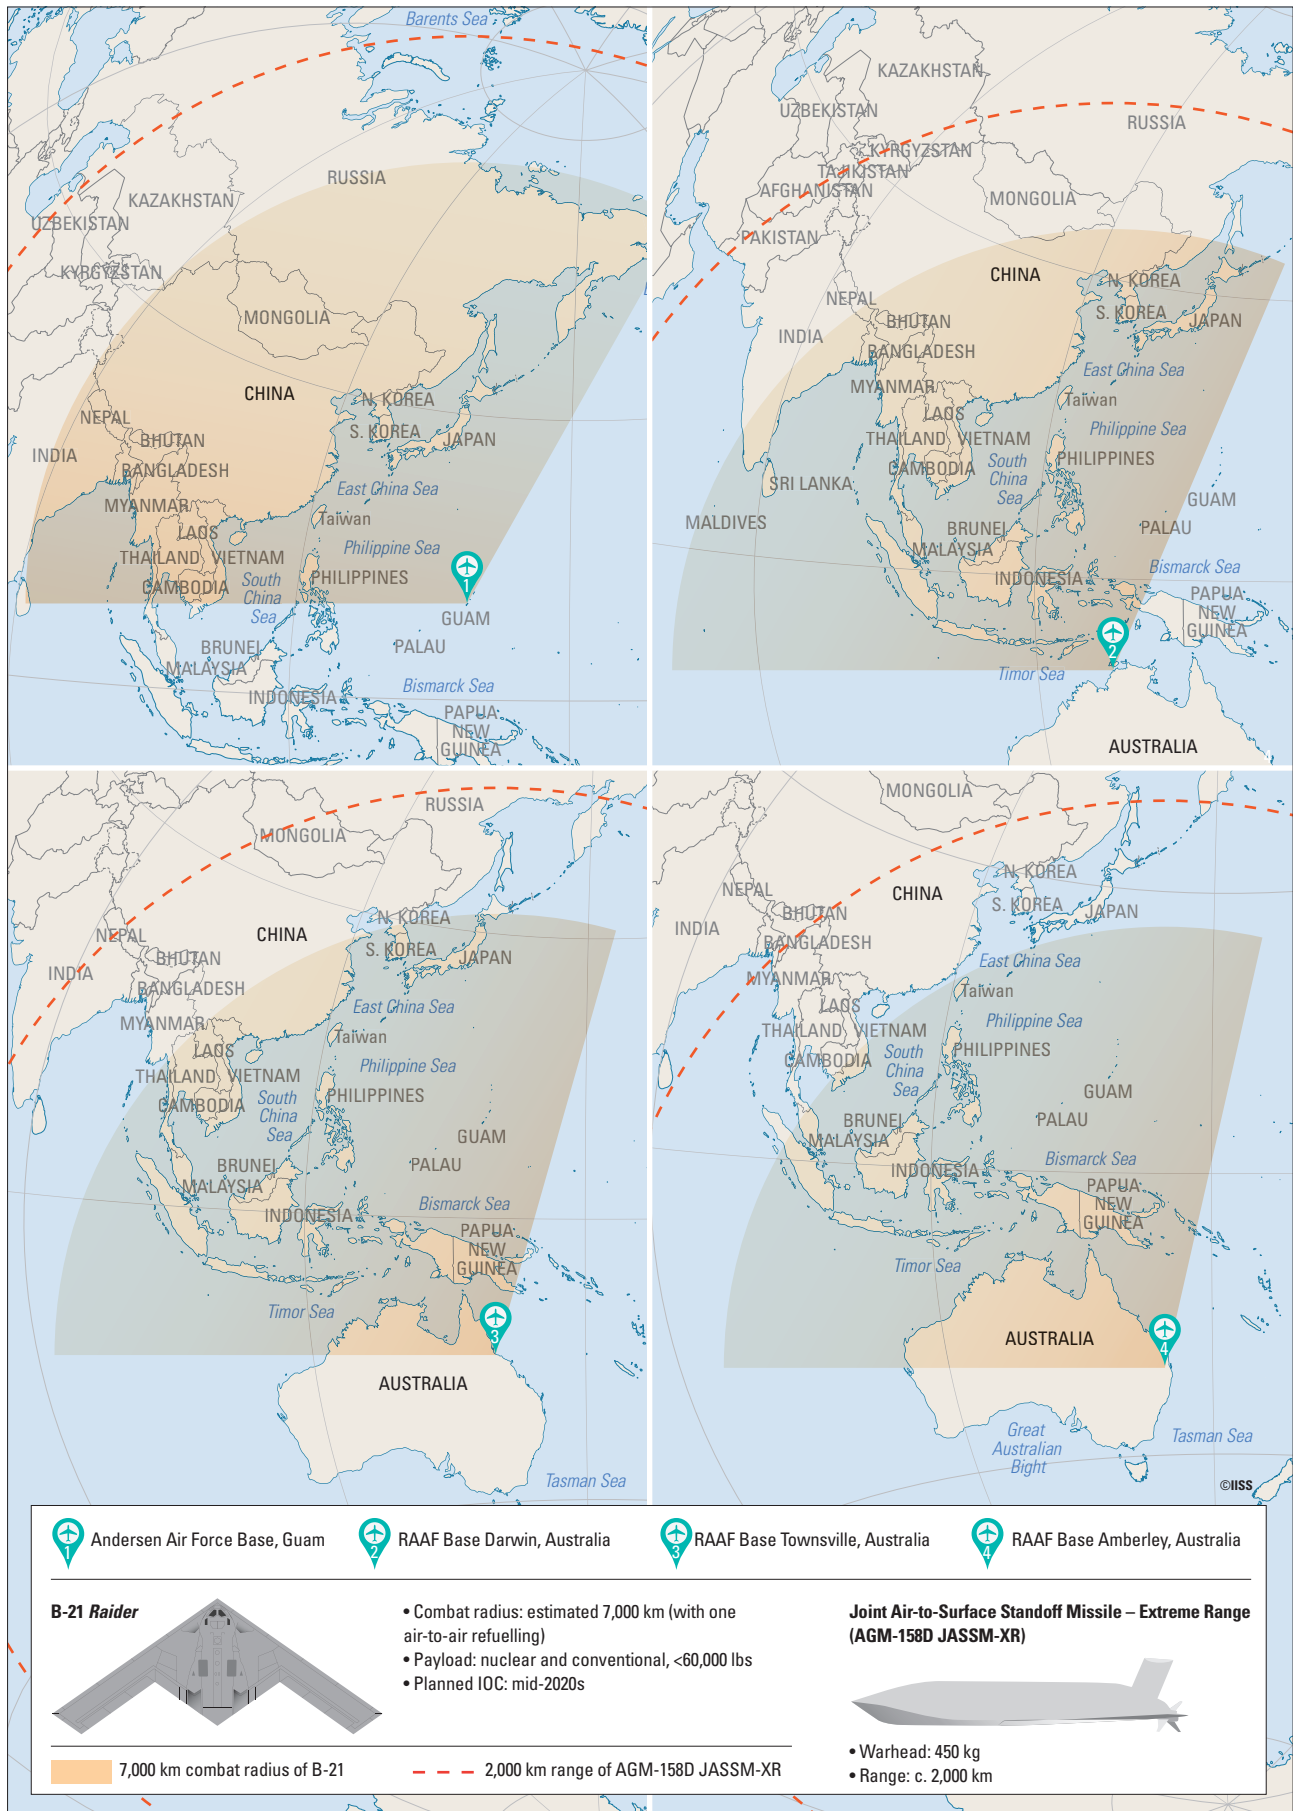 Barents Sea
RUSSIA
KAZAKHSTAN
UZBEKISTAN
KYRGYZSTAN
MONGOLIA
CHINA
N. KOREA
NEPAL
S. KOREA
JAPAN
BHUTAN
INDIA
BANGLADESH
East China Sea
MYANMAR
Taiwan
LAOS
Philippine Sea
THAILAND
VIETNAM
South
China
Sea
PHILIPPINES
CAMBODIA
1
GUAM
BRUNEI
PALAU
MALAYSIA
Bismarck Sea
INDONESIA
PAPUA
NEW
GUINEA
KAZAKHSTAN
UZBEKISTAN
RUSSIA
KYRGYZSTAN
TAJIKISTAN
AFGHANISTAN
MONGOLIA
PAKISTAN
CHINA
N. KOREA
NEPAL
S. KOREA
JAPAN
BHUTAN
INDIA
BANGLADESH
East China Sea
MYANMAR
Taiwan
LAOS
Philippine Sea
THAILAND
VIETNAM
South
China
Sea
PHILIPPINES
CAMBODIA
SRI LANKA
GUAM
MALDIVES
BRUNEI
PALAU
MALAYSIA
Bismarck Sea
INDONESIA
PAPUA
NEW
GUINEA
2
Timor Sea
AUSTRALIA
4
RUSSIA
MONGOLIA
N. KOREA
NEPAL
CHINA
S. KOREA
JAPAN
BHUTAN
INDIA
BANGLADESH
East China Sea
MYANMAR
Taiwan
LAOS
Philippine Sea
THAILAND
VIETNAM
South
China
Sea
PHILIPPINES
CAMBODIA
GUAM
BRUNEI
PALAU
MALAYSIA
Bismarck Sea
INDONESIA
PAPUA
NEW
GUINEA
Timor Sea
3
AUSTRALIA
Tasman Sea
MONGOLIA
N. KOREA
NEPAL
CHINA
S. KOREA
JAPAN
BHUTAN
INDIA
BANGLADESH
East China Sea
MYANMAR
Taiwan
LAOS
Philippine Sea
THAILAND
VIETNAM
South
China
Sea
PHILIPPINES
CAMBODIA
GUAM
BRUNEI
PALAU
MALAYSIA
Bismarck Sea
INDONESIA
PAPUA
NEW
GUINEA
Timor Sea
AUSTRALIA
4
Great
Australian
Bight
Tasman Sea
©IISS
1 Andersen Air Force Base, Guam
2 RAAF Base Darwin, Australia
3 RAAF Base Townsville, Australia
4 RAAF Base Amberley, Australia
B-21 Raider
• Combat radius: estimated 7,000 km (with one
air-to-air refuelling)
• Payload: nuclear and conventional, <60,000 lbs
• Planned IOC: mid-2020s
Joint Air-to-Surface Standoff Missile – Extreme Range
(AGM-158D JASSM-XR)
• Warhead: 450 kg
• Range: c. 2,000 km
7,000 km combat radius of B-21
2,000 km range of AGM-158D JASSM-XR